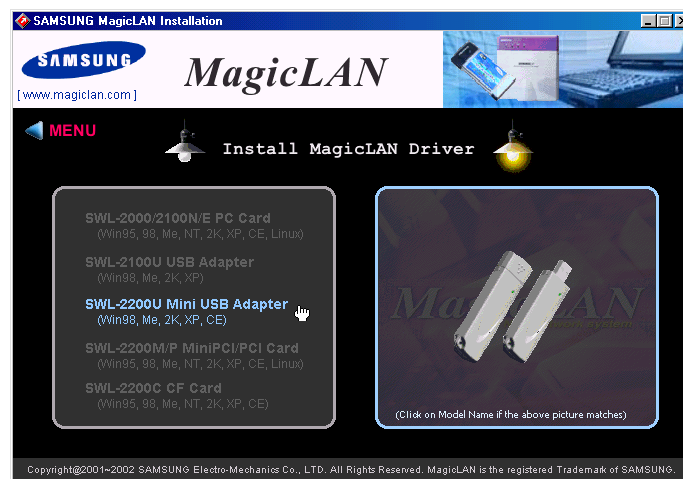 SAMSUNG MagicLAN Installation
SAMSUNG
MagicLAN
[ www.magiclan.com ]
MENU
Install MagicLAN Driver
SWL-2000/2100N/E PC Card
(Win95, 98, Me, NT, 2K, XP, CE, Linux)
SWL-2100U USB Adapter
(Win95, 98, Me, 2K, XP)
SWL-2200U Mini USB Adapter
(Win98, Me, 2K, XP, CE)
SWL-2200M/P MiniPCI/PCI Card
(Win95, 98, Me, NT, 2K, XP, CE, Linux)
SWL-2200C CF Card
(Win95, 98, Me, NT, 2K, XP, CE)
MagicLAN
(Click on Model Name if the above picture matches)
Copyright@2001~2002 SAMSUNG Electro-Mechanics Co., LTD. All Rights Reserved. MagicLAN is the registered Trademark of SAMSUNG.